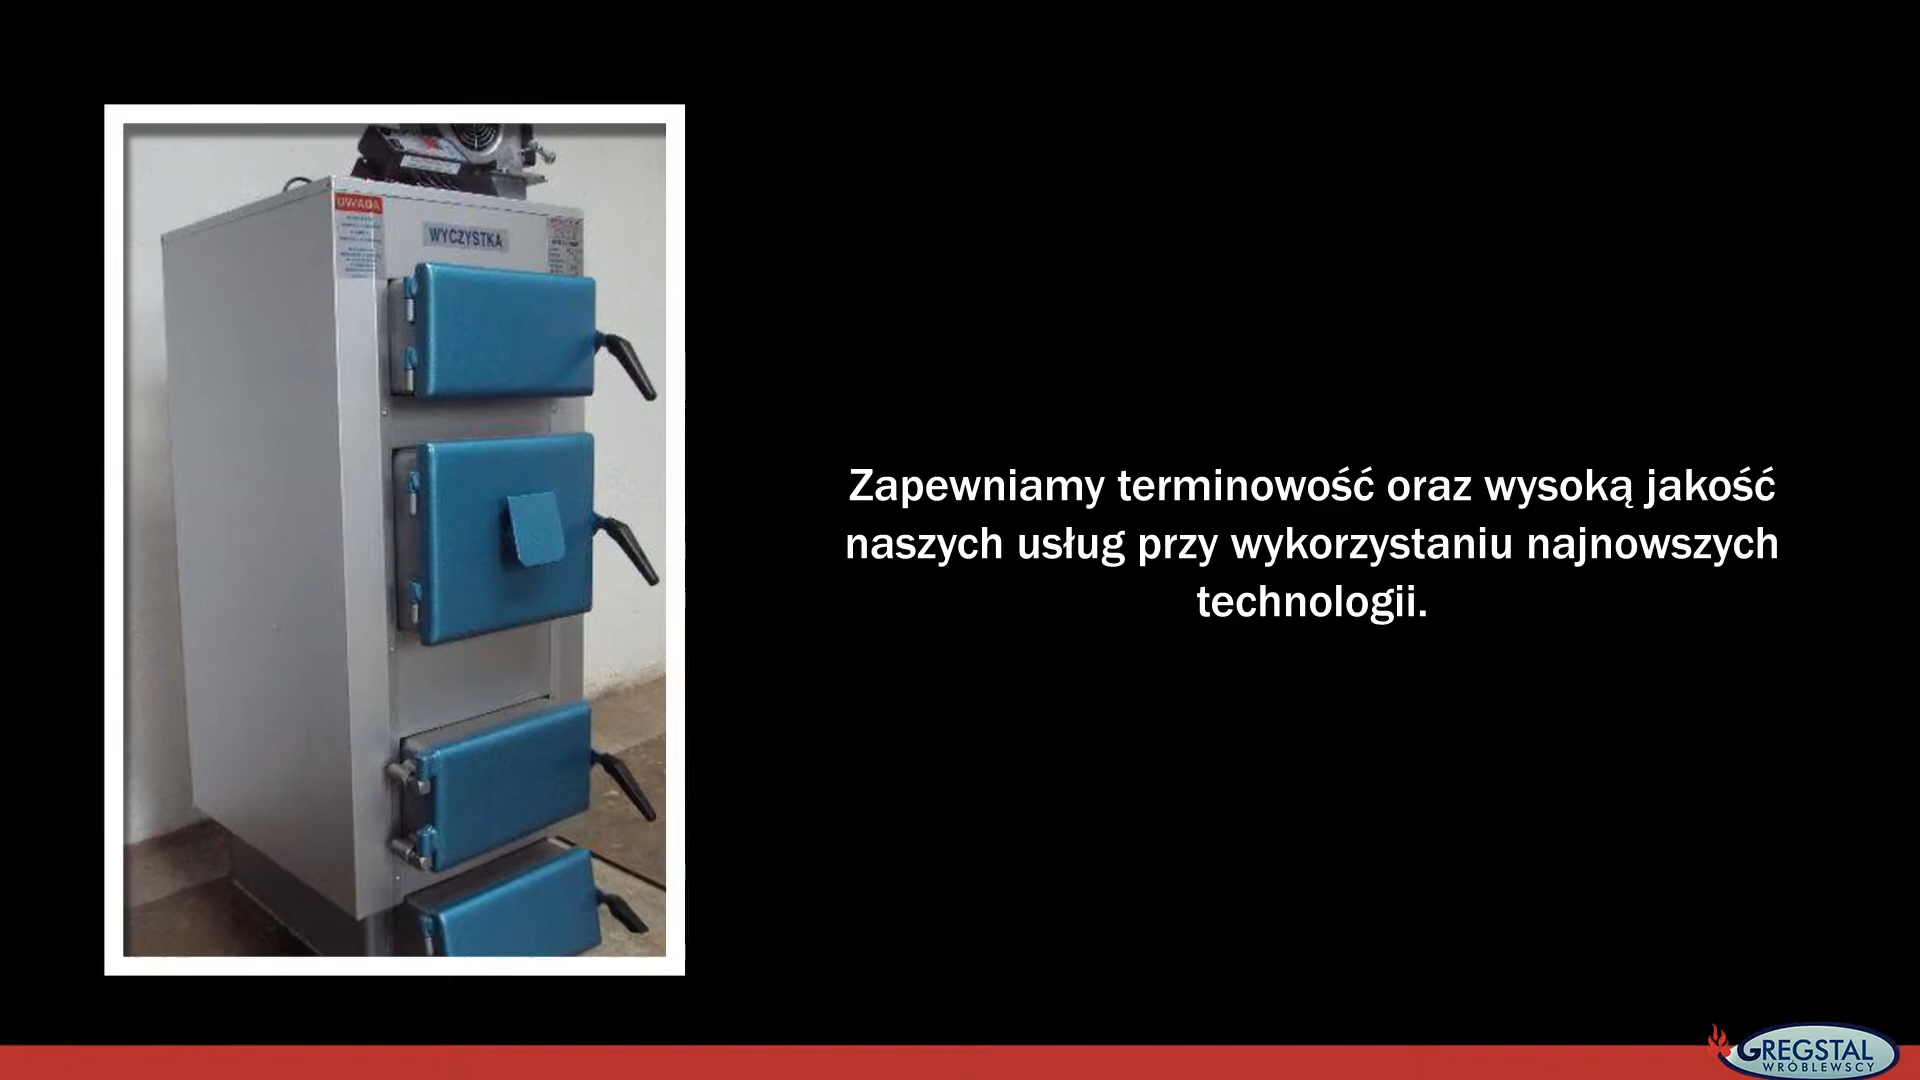 UWAGA
WYCZYSTKA
Zapewniamy terminowość oraz wysoką jakość
naszych usług przy wykorzystaniu najnowszych
technologii.
GREGSTAL
WRÓBLEWSCY